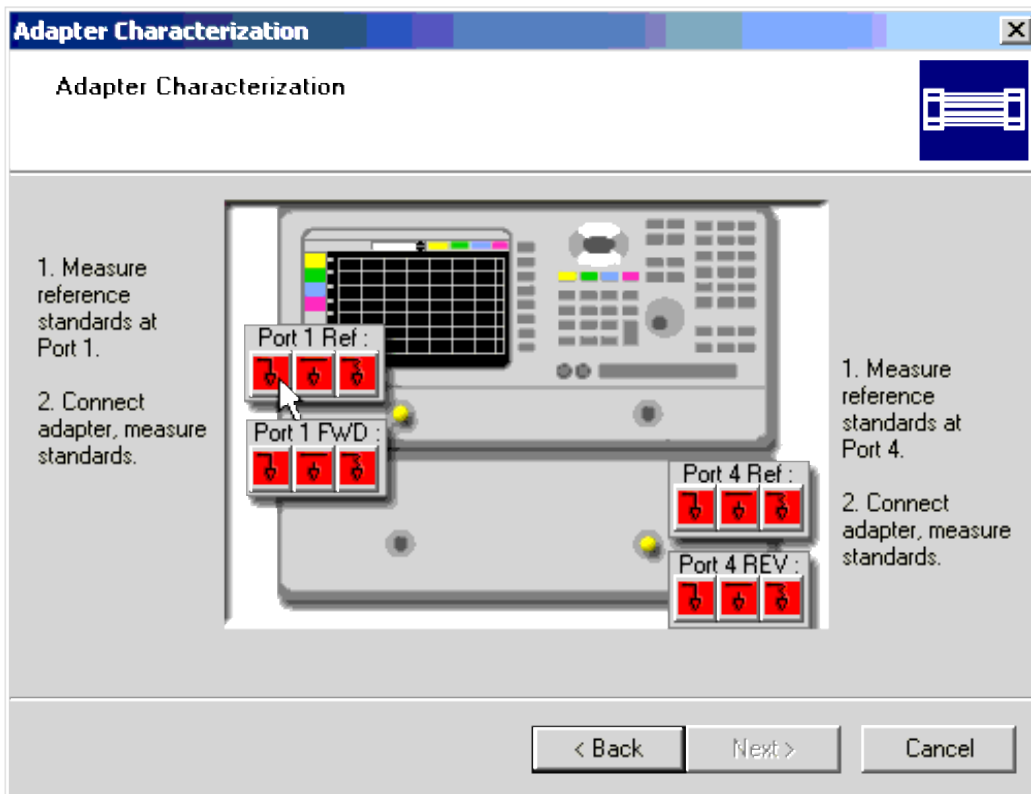 Adapter Characterization
Adapter Characterization
1. Measure
reference
standards at
Port 1.
2. Connect
adapter, measure
standards.
Port 1 Ref :
Port 1 FWD :
Port 4 Ref :
Port 4 REV :
1. Measure
reference
standards at
Port 4.
2. Connect
adapter, measure
standards.
< Back
Next >
Cancel